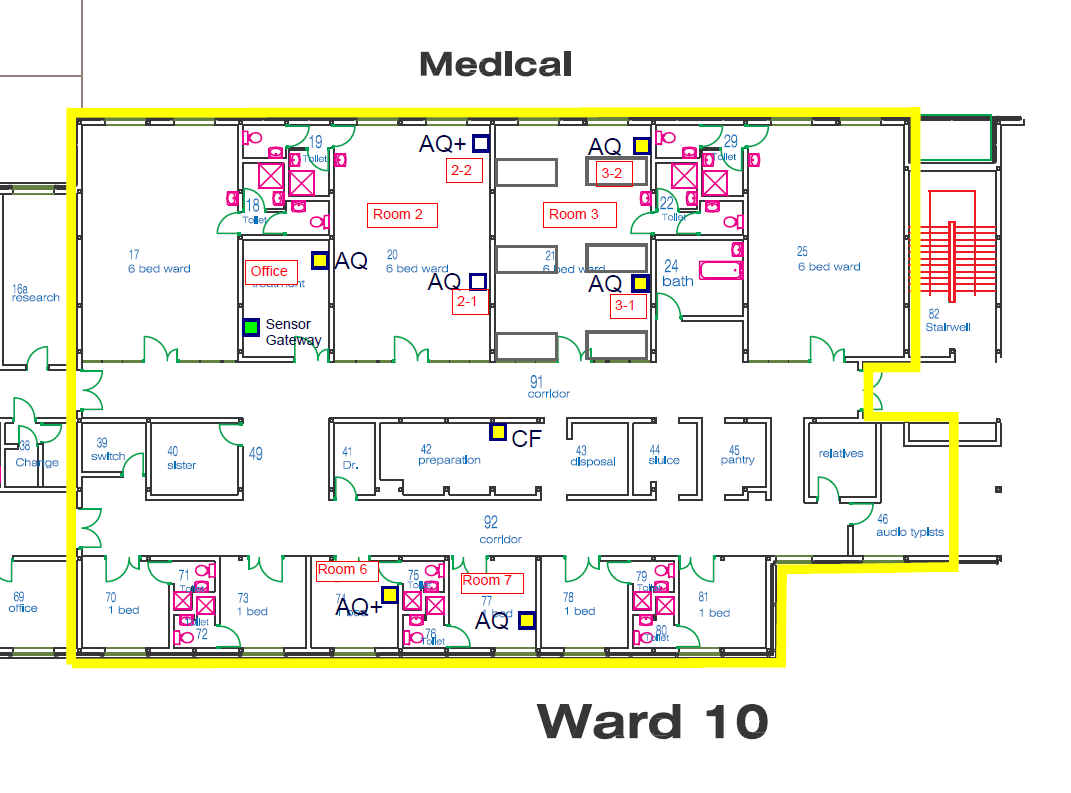 Medical
AQ+
2-2
AQ
3-2
19
Toilet
29
Toilet
18
Toilet
22
Toilet
Room 2
Room 3
17
6 bed ward
Office
AQ
20
6 bed ward
AQ
2-1
21
6 bed ward
AQ
3-1
24
bath
25
6 bed ward
16a
research
Sensor
Gateway
82
Stairwell
91
corridor
38
Change
39
switch
40
sister
49
41
Dr.
42
preparation
CF
43
disposal
44
sluice
45
pantry
relatives
46
audio typists
92
corridor
69
office
70
1 bed
71
Toilet
Toilet
72
73
1 bed
Room 6
AQ+
75
Toilet
76
Toilet
Room 7
77
1 bed
AQ
78
1 bed
79
Toilet
80
Toilet
81
1 bed
Ward 10